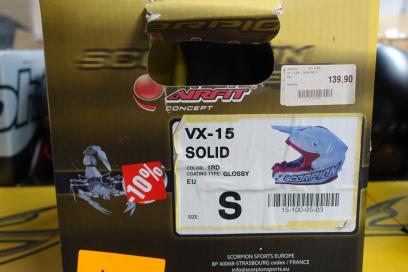 SCORPION
139,90
AIRFIT
CONCEPT
VX-15
SOLID
COLOR: 1RD
COATING TYPE: GLOSSY
EU
SIZE:
S
SCORPION
15-100-05-03
-10%
SCORPION SPORTS EUROPE
BP 40068-STRASBOURG cedex / FRANCE
info@scorpionsports.eu